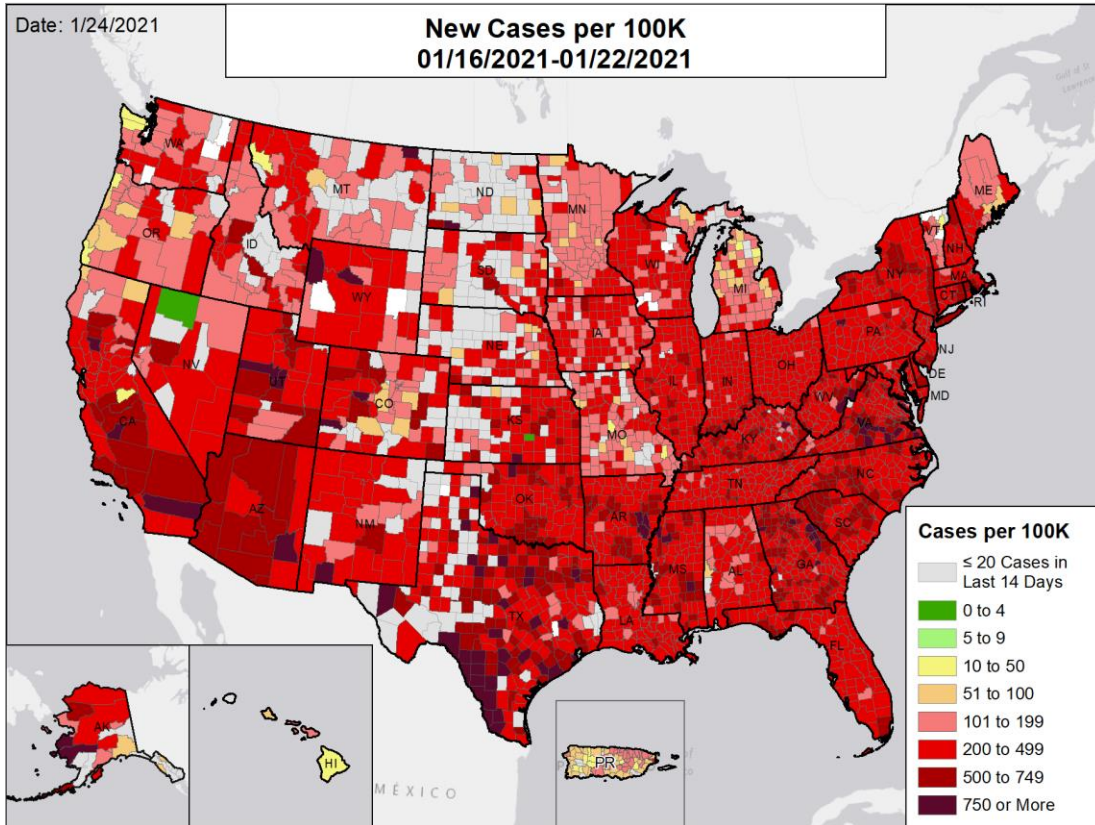 Date: 1/24/2021
New Cases per 100K
01/16/2021-01/22/2021
Gulf of St.
Lawrence
WA
MT
ND
MN
ME
OR
ID
SD
WI
MI
VT
NH
NY
MA
CT
RI
WY
IA
NE
PA
NJ
NV
UT
CO
IL
IN
OH
DE
MD
CA
KS
MO
WV
VA
KY
AZ
NM
OK
AR
TN
NC
SC
MS
AL
GA
TX
LA
FL
AK
HI
PR
MÉXICO
Cases per 100K
≤ 20 Cases in
Last 14 Days
0 to 4
5 to 9
10 to 50
51 to 100
101 to 199
200 to 499
500 to 749
750 or More